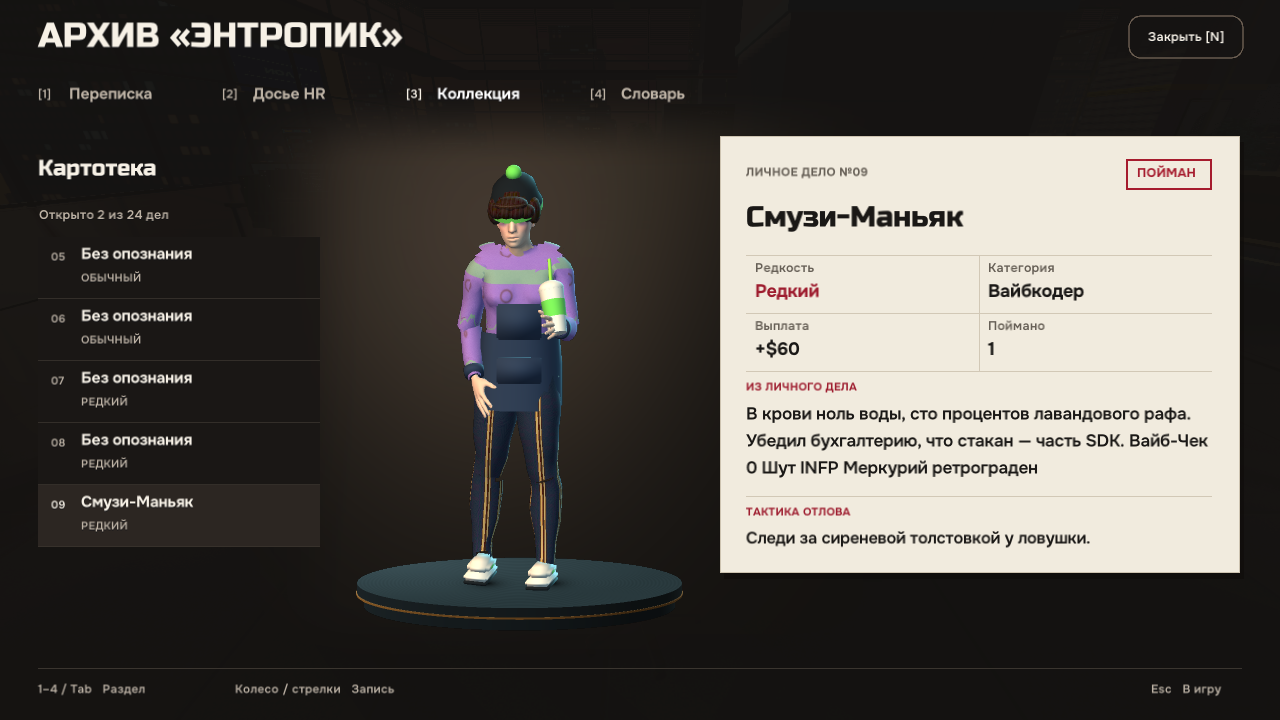 АРХИВ «ЭНТРОПИК»
Закрыть [N]
[1] Переписка [2] Досье HR [3] Коллекция [4] Словарь
Картотека
Открыто 2 из 24 дел
05 Без опознания
ОБЫЧНЫЙ
06 Без опознания
ОБЫЧНЫЙ
07 Без опознания
РЕДКИЙ
08 Без опознания
РЕДКИЙ
09 Смузи-Маньяк
РЕДКИЙ
ЛИЧНОЕ ДЕЛО №09
ПОЙМАН
Смузи-Маньяк
Редкость
Редкий
Категория
Вайбкодер
Выплата
+$60
Поймано
1
ИЗ ЛИЧНОГО ДЕЛА
В крови ноль воды, сто процентов лавандового рафа.
Убедил бухгалтерию, что стакан — часть SDK. Вайб-Чек
0 Шут INFP Меркурий ретрограден
ТАКТИКА ОТЛОВА
Следи за сиреневой толстовкой у ловушки.
1–4 / Tab Раздел Колесо / стрелки Запись Esc В игру